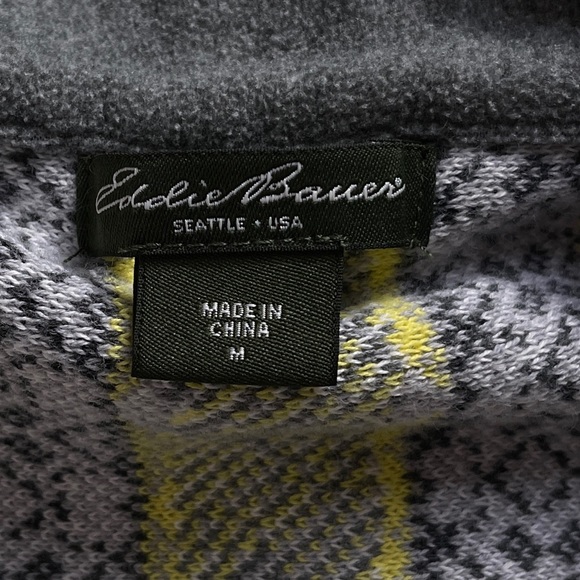 Eddie Bauer®
SEATTLE • USA
MADE IN
CHINA
M